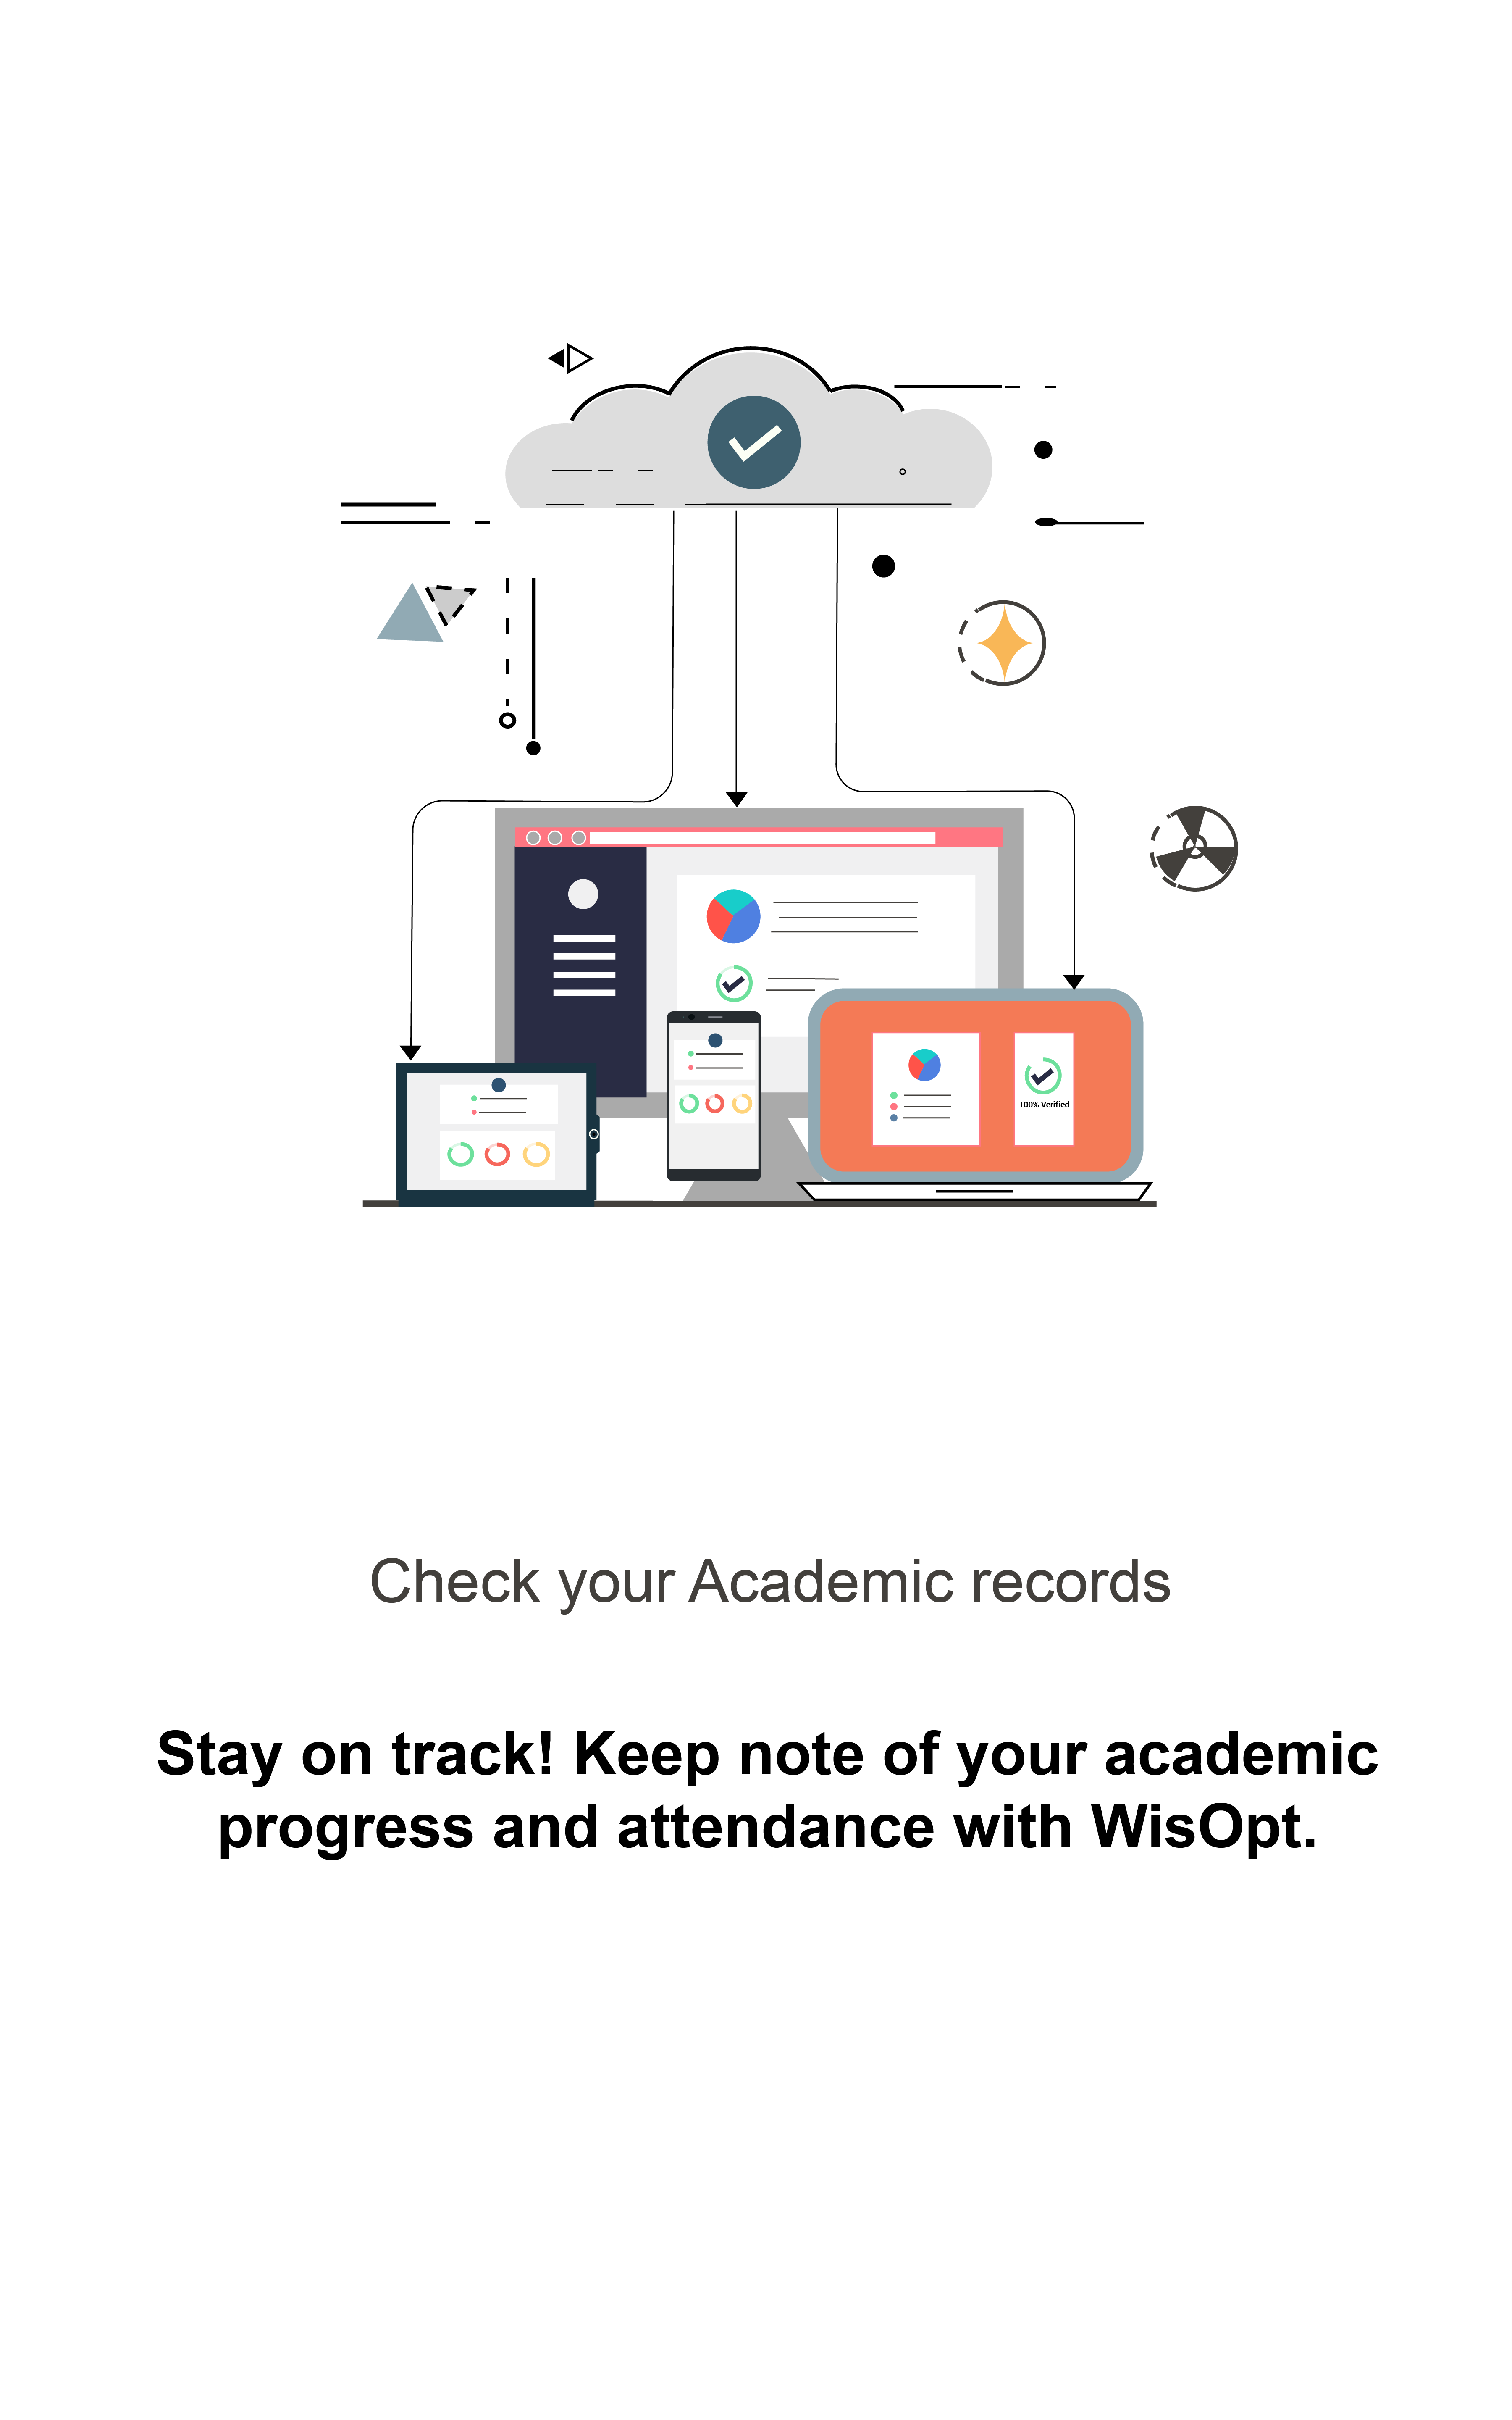 100% Verified
Check your Academic records
Stay on track! Keep note of your academic
progress and attendance with WisOpt.